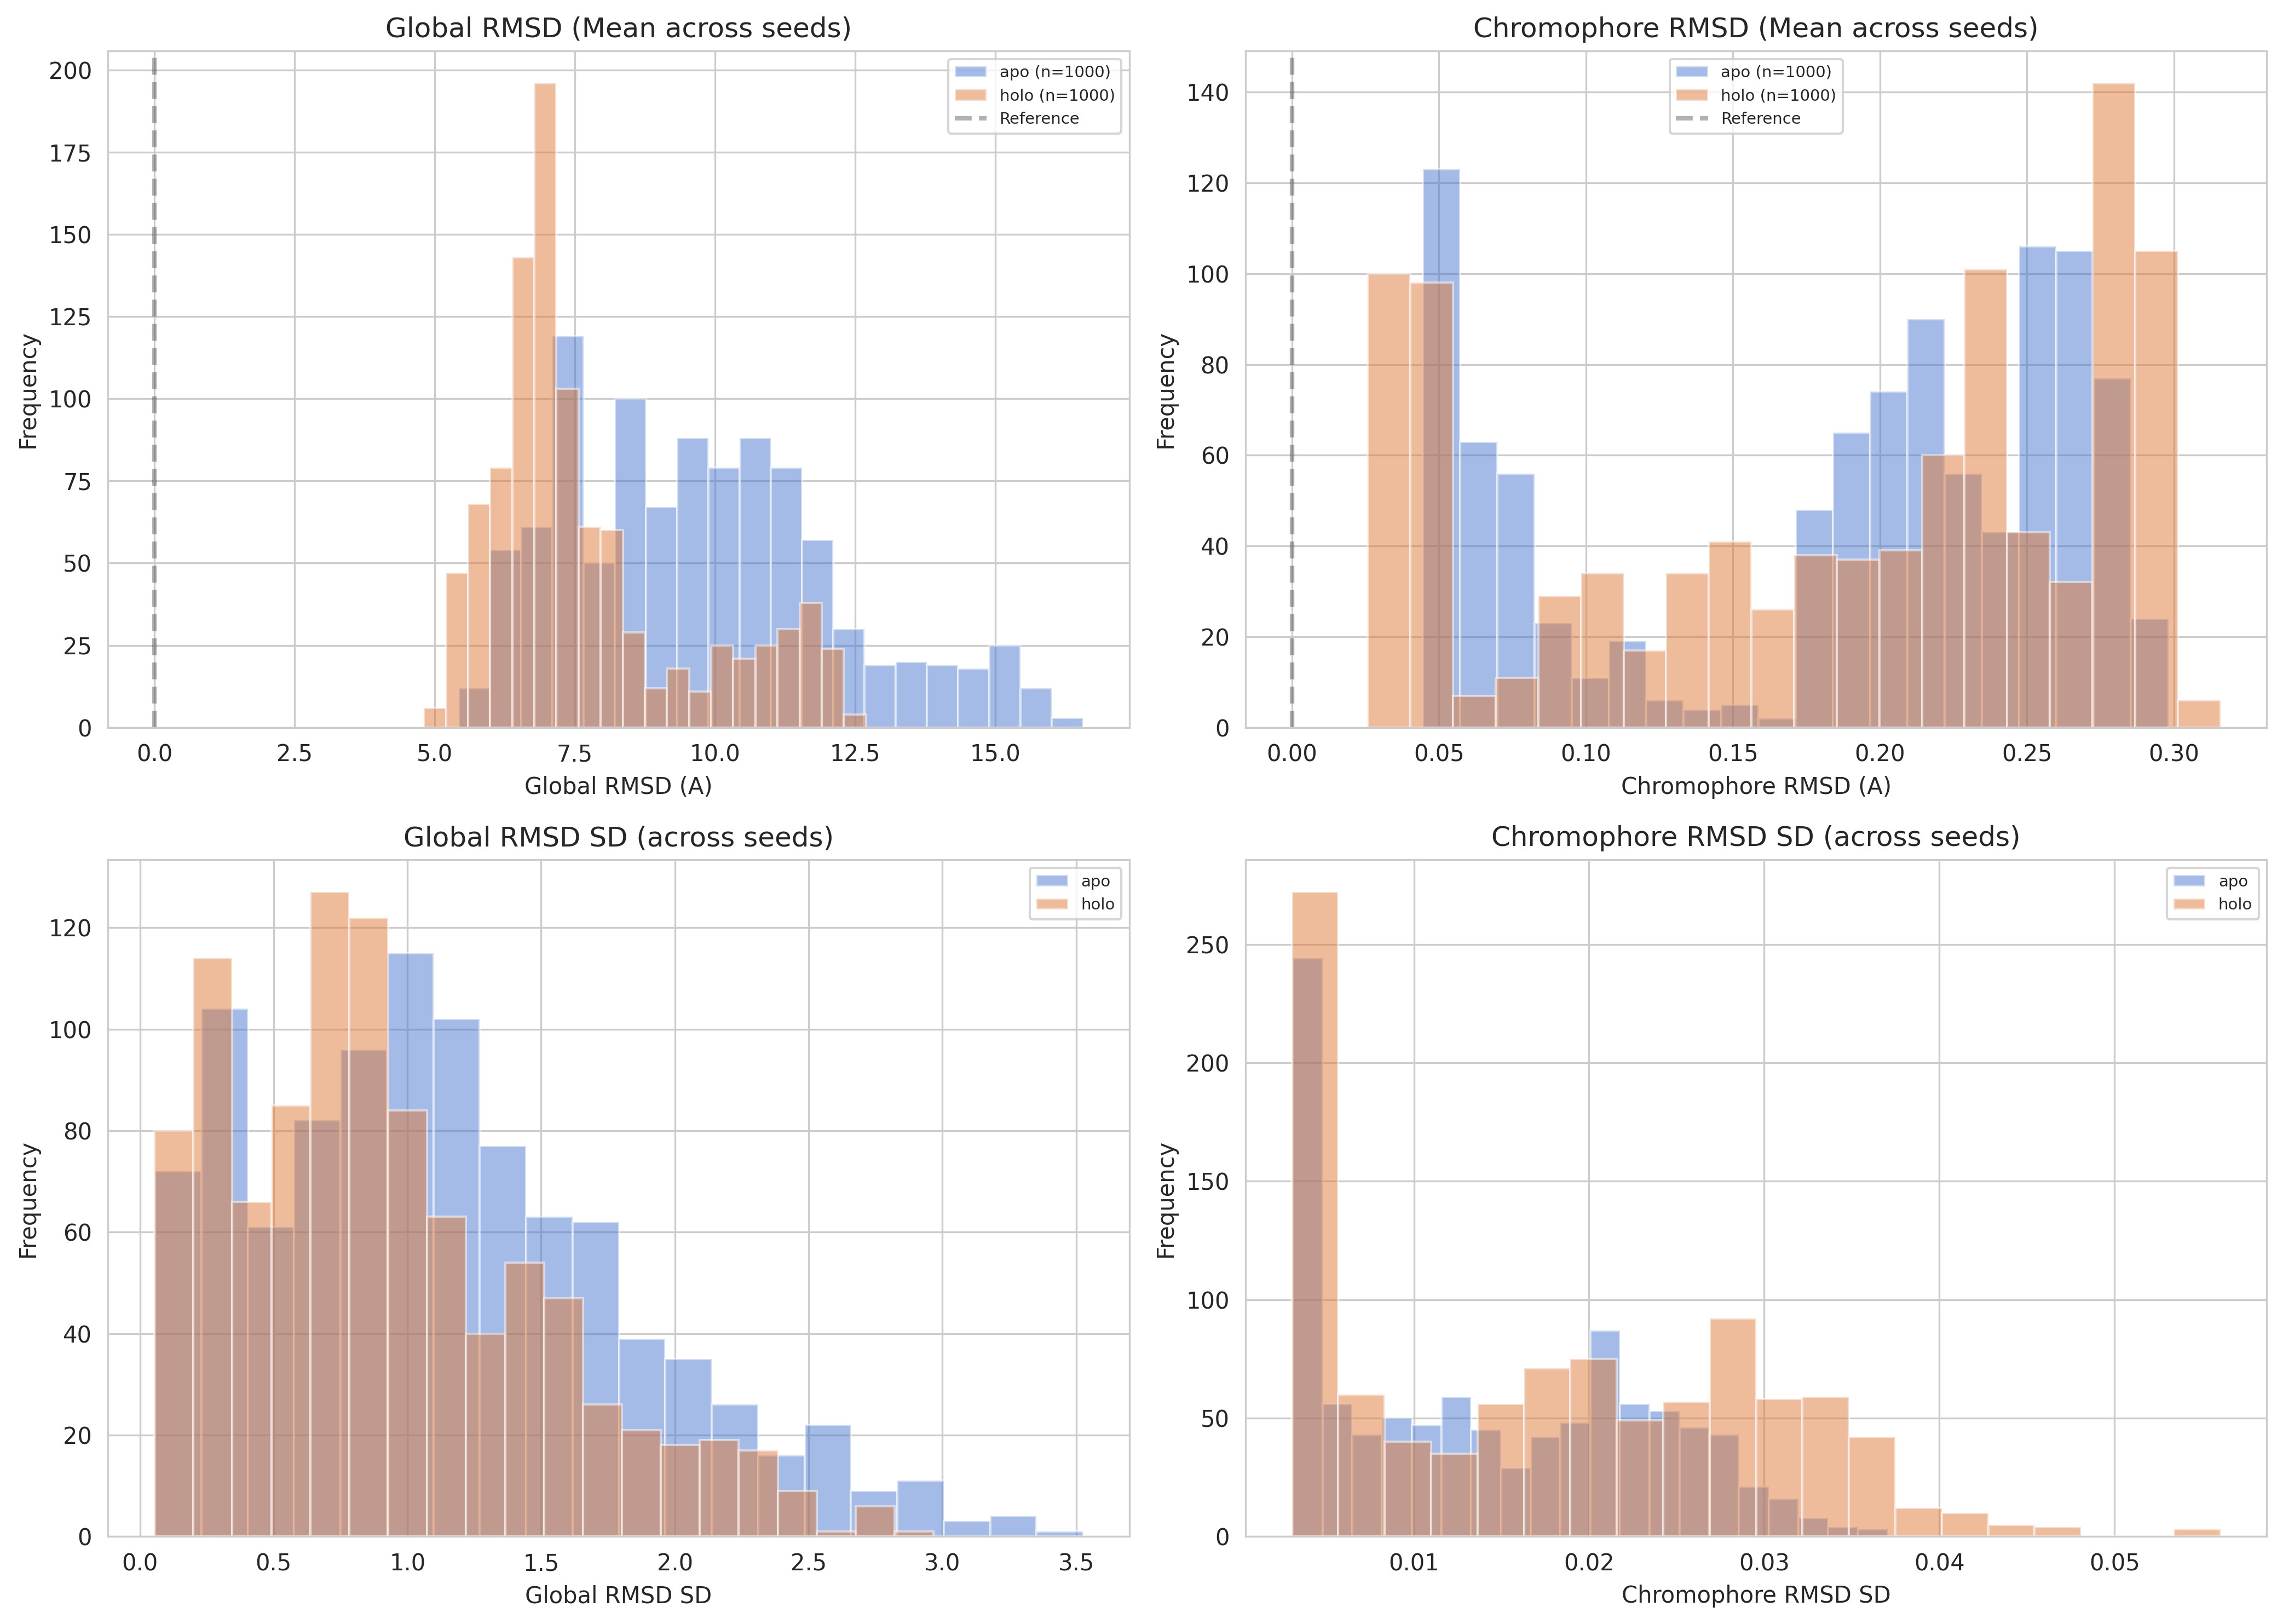 Global RMSD (Mean across seeds)
200
175
150
125
100
75
50
25
0
Frequency
apo (n=1000)
holo (n=1000)
Reference
0.0 2.5 5.0 7.5 10.0 12.5 15.0
Global RMSD (A)
Chromophore RMSD (Mean across seeds)
140
120
100
80
60
40
20
0
Frequency
apo (n=1000)
holo (n=1000)
Reference
0.00 0.05 0.10 0.15 0.20 0.25 0.30
Chromophore RMSD (A)
Global RMSD SD (across seeds)
120
100
80
60
40
20
0
Frequency
apo
holo
0.0 0.5 1.0 1.5 2.0 2.5 3.0 3.5
Global RMSD SD
Chromophore RMSD SD (across seeds)
250
200
150
100
50
0
Frequency
apo
holo
0.01 0.02 0.03 0.04 0.05
Chromophore RMSD SD